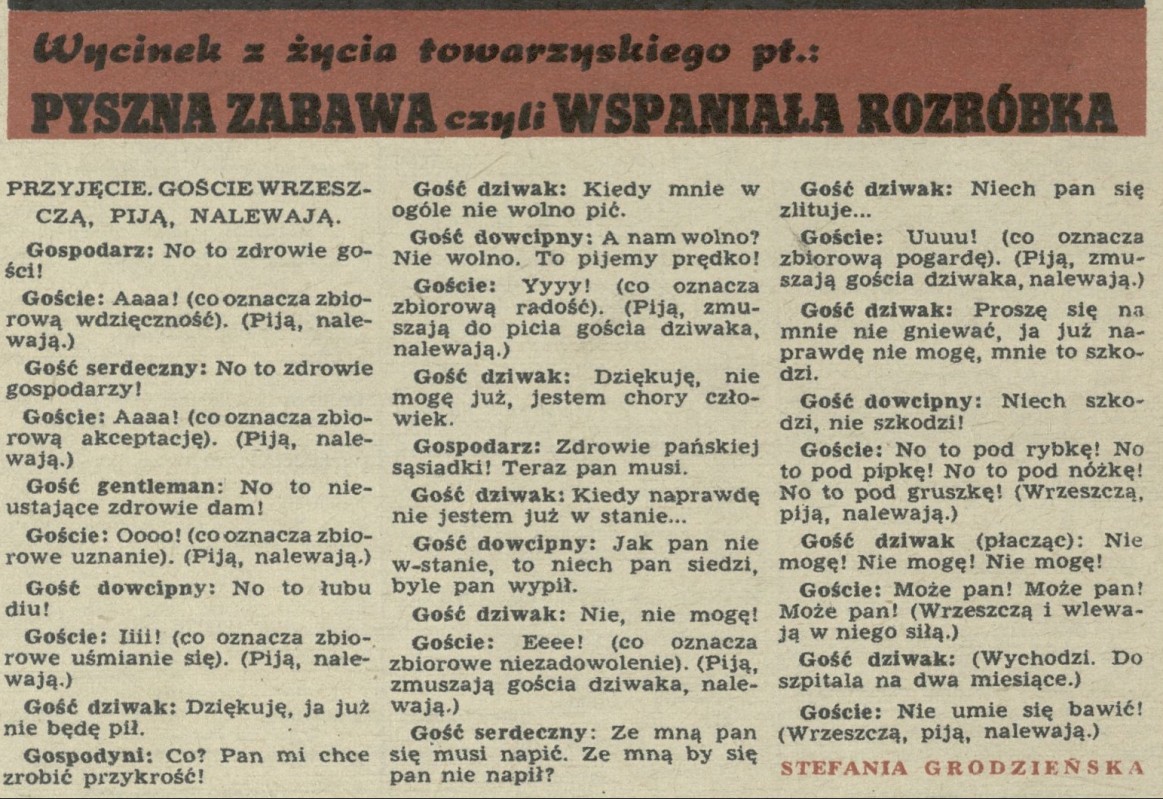 Wycinek z życia towarzyskiego pt.:
PYSZNA ZABAWA czyli WSPANIAŁA ROZRÓBKA
PRZYJĘCIE. GOŚCIE WRZESZ-
CZĄ, PIJĄ, NALEWAJĄ.
Gospodarz: No to zdrowie go-
ści!
Goście: Aaaa! (co oznacza zbio-
rową wdzięczność). (Piją, nale-
wają.)
Gość serdeczny: No to zdrowie
gospodarzy!
Goście: Aaaa! (co oznacza zbio-
rową akceptację). (Piją, nale-
wają.)
Gość gentleman: No to nie-
ustające zdrowie dam!
Goście: Oooo! (co oznacza zbio-
rowe uznanie). (Piją, nalewają.)
Gość dowcipny: No to łubu
diu!
Goście: Iiii! (co oznacza zbio-
rowe uśmianie się). (Piją, nale-
wają.)
Gość dziwak: Dziękuję, ja już
nie będę pił.
Gospodyni: Co? Pan mi chce
zrobić przykrość!
Gość dziwak: Kiedy mnie w
ogóle nie wolno pić.
Gość dowcipny: A nam wolno?
Nie wolno. To pijemy prędko!
Goście: Yyyy! (co oznacza
zbiorową radość). (Piją, zmu-
szają do picia gościa dziwaka,
nalewają.)
Gość dziwak: Dziękuję, nie
mogę już, jestem chory czło-
wiek.
Gospodarz: Zdrowie pańskiej
sąsiadki! Teraz pan musi.
Gość dziwak: Kiedy naprawdę
nie jestem już w stanie...
Gość dowcipny: Jak pan nie
w-stanie, to niech pan siedzi,
byle pan wypił.
Gość dziwak: Nie, nie mogę!
Goście: Eeee! (co oznacza
zbiorowe niezadowolenie). (Piją,
zmuszają gościa dziwaka, nale-
wają.)
Gość serdeczny: Ze mną pan
się musi napić. Ze mną by się
pan nie napił?
Gość dziwak: Niech pan się
zlituje...
Goście: Uuuu! (co oznacza
zbiorową pogardę). (Piją, zmu-
szają gościa dziwaka, nalewają.)
Gość dziwak: Proszę się na
mnie nie gniewać, ja już na-
prawdę nie mogę, mnie to szko-
dzi.
Gość dowcipny: Niech szko-
dzi, nie szkodzi!
Goście: No to pod rybkę! No
to pod pipkę! No to pod nóżkę!
No to pod gruszkę! (Wrzeszczą,
piją, nalewają.)
Gość dziwak (płacząc): Nie
mogę! Nie mogę! Nie mogę!
Goście: Może pan! Może pan!
Może pan! (Wrzeszczą i wlewa-
ją w niego siłą.)
Gość dziwak: (Wychodzi. Do
szpitala na dwa miesiące.)
Goście: Nie umie się bawić!
(Wrzeszczą, piją, nalewają.)
STEFANIA GRODZIEŃSKA